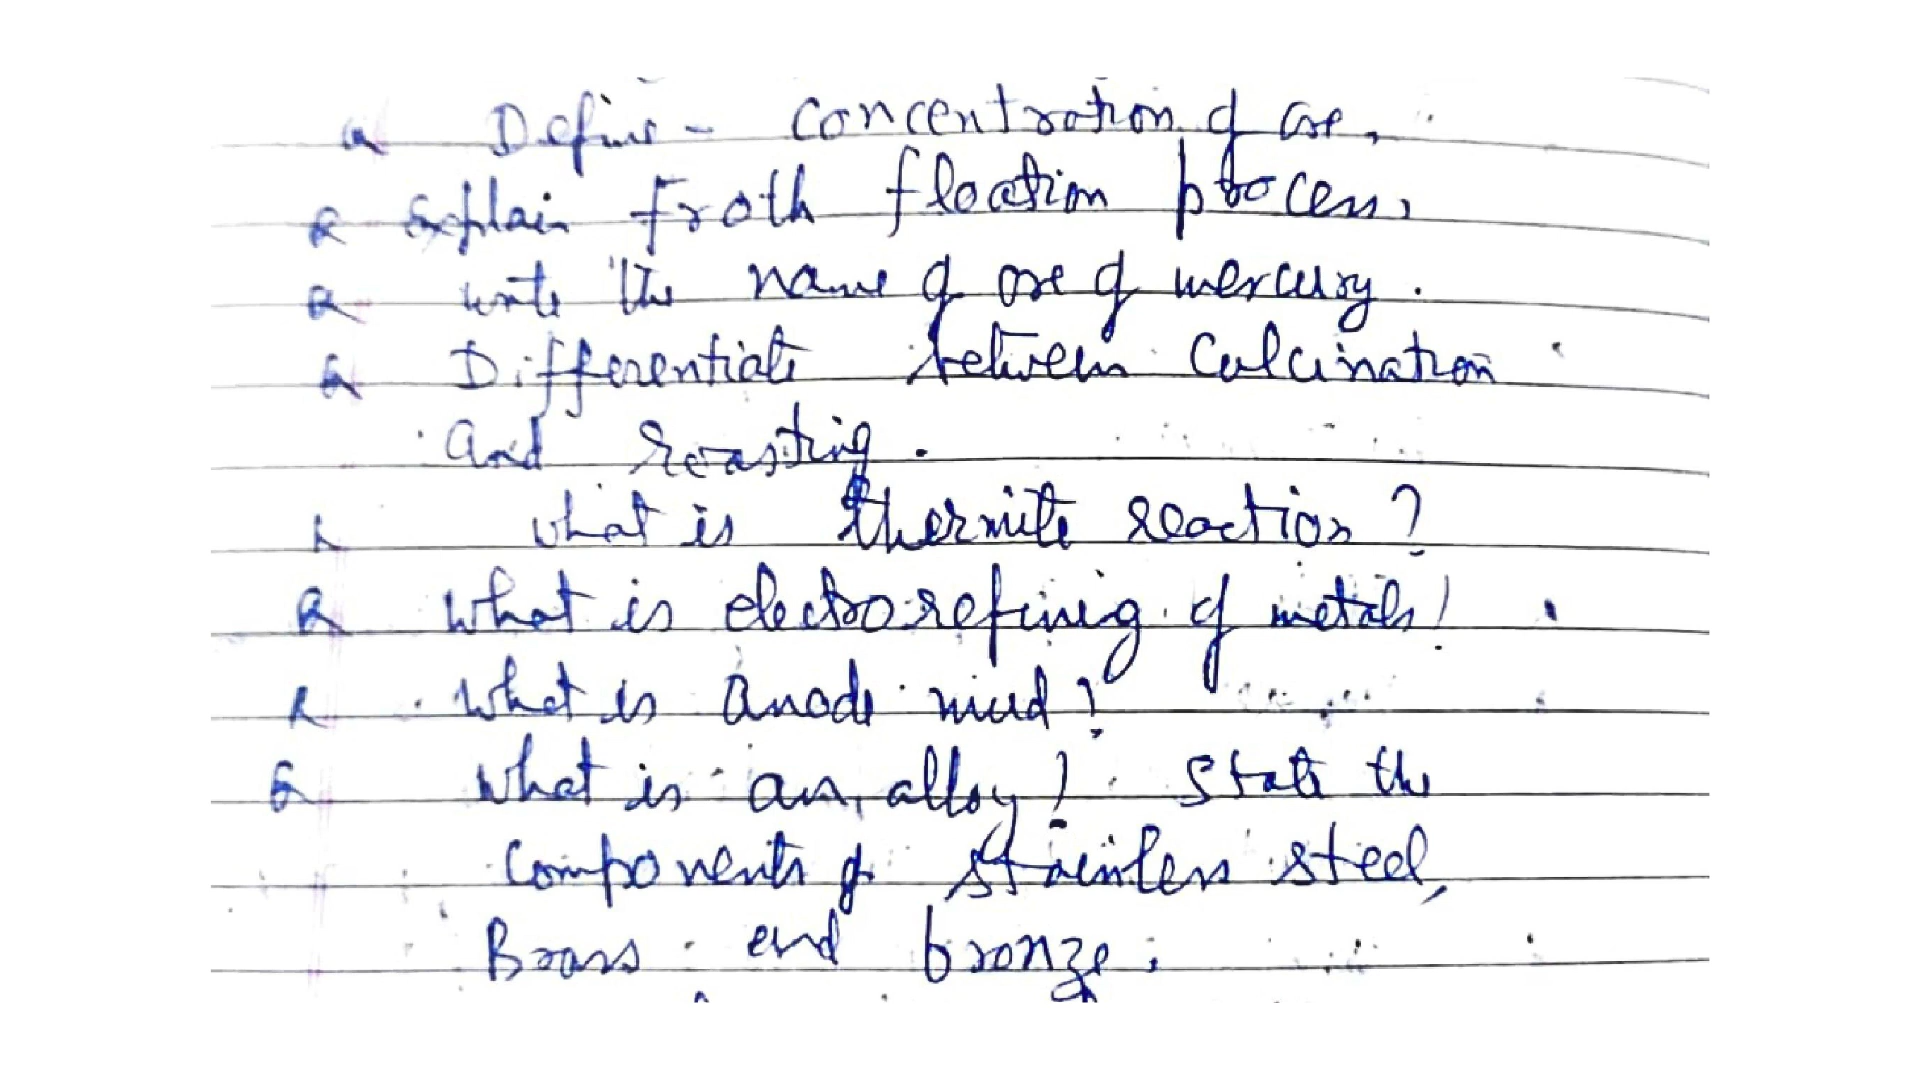 Q Define - Concentration of ore,
Q Explain froth floation process,
Q write the name of ore of mercury.
Q Differentiate between Calcination
and roasting.
Q what is thermite reaction?
Q What is electrorefining of metals?
Q What is anode mud?
Q What is an alloy? State the
Components of stainless steel,
Brass and bronze.